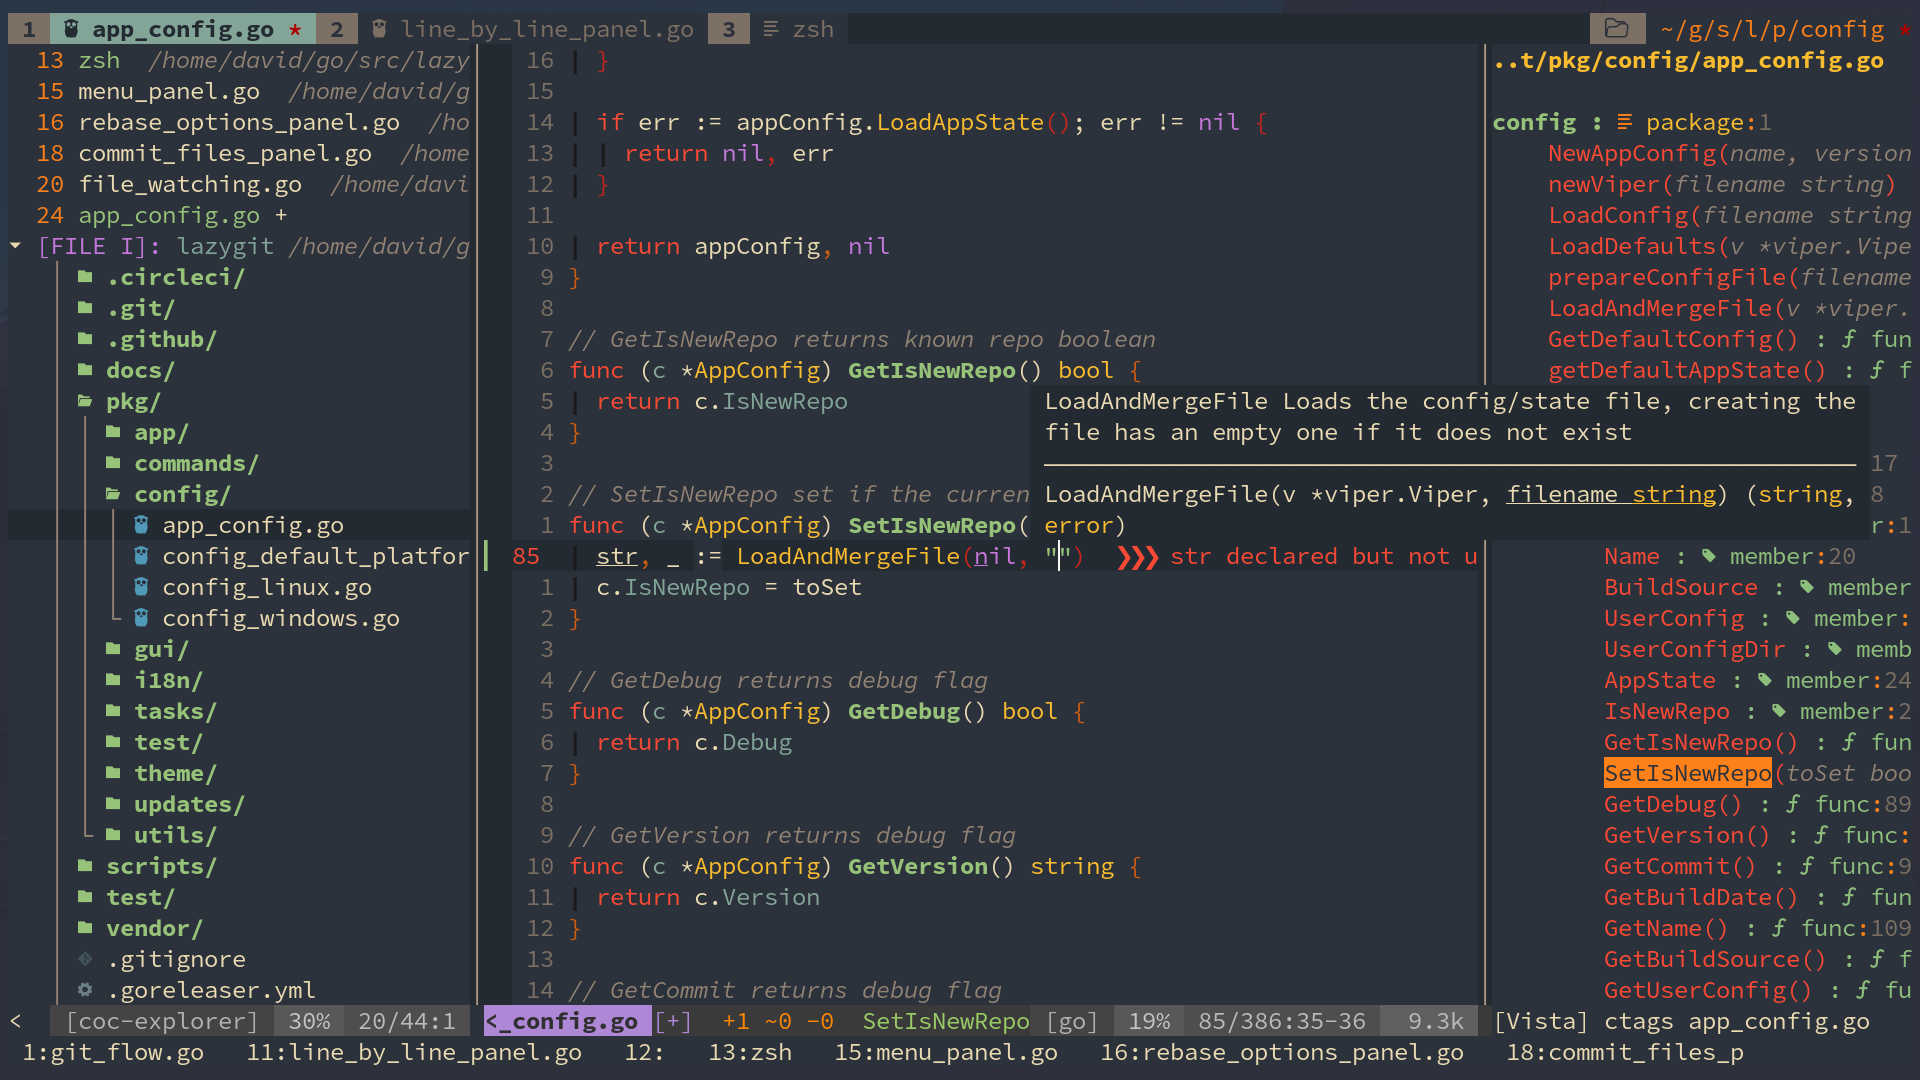 1 app_config.go * 2 line_by_line_panel.go 3 zsh ~/g/s/l/p/config *
13 zsh /home/david/go/src/lazy
15 menu_panel.go /home/david/g
16 rebase_options_panel.go /ho
18 commit_files_panel.go /home
20 file_watching.go /home/davi
24 app_config.go +
[FILE I]: lazygit /home/david/g
.circleci/
.git/
.github/
docs/
pkg/
app/
commands/
config/
app_config.go
config_default_platfor
config_linux.go
config_windows.go
gui/
i18n/
tasks/
test/
theme/
updates/
utils/
scripts/
test/
vendor/
.gitignore
.goreleaser.yml
16 }
15
14 if err := appConfig.LoadAppState(); err != nil {
13 return nil, err
12 }
11
10 return appConfig, nil
9 }
8
7 // GetIsNewRepo returns known repo boolean
6 func (c *AppConfig) GetIsNewRepo() bool {
5 return c.IsNewRepo
4 }
3
2 // SetIsNewRepo set if the curren
1 func (c *AppConfig) SetIsNewRepo(
85 str, _ := LoadAndMergeFile(nil, "") ❯❯❯ str declared but not u
1 c.IsNewRepo = toSet
2 }
3
4 // GetDebug returns debug flag
5 func (c *AppConfig) GetDebug() bool {
6 return c.Debug
7 }
8
9 // GetVersion returns debug flag
10 func (c *AppConfig) GetVersion() string {
11 return c.Version
12 }
13
14 // GetCommit returns debug flag
LoadAndMergeFile Loads the config/state file, creating the
file has an empty one if it does not exist
LoadAndMergeFile(v *viper.Viper, filename string) (string,
error)
..t/pkg/config/app_config.go
config : package:1
NewAppConfig(name, version
newViper(filename string)
LoadConfig(filename string
LoadDefaults(v *viper.Vipe
prepareConfigFile(filename
LoadAndMergeFile(v *viper.
GetDefaultConfig() : ƒ fun
getDefaultAppState() : ƒ f
17
8
r:1
Name : member:20
BuildSource : member
UserConfig : member:
UserConfigDir : memb
AppState : member:24
IsNewRepo : member:2
GetIsNewRepo() : ƒ fun
SetIsNewRepo(toSet boo
GetDebug() : ƒ func:89
GetVersion() : ƒ func:
GetCommit() : ƒ func:9
GetBuildDate() : ƒ fun
GetName() : ƒ func:109
GetBuildSource() : ƒ f
GetUserConfig() : ƒ fu
< [coc-explorer] 30% 20/44:1 <_config.go [+] +1 ~0 -0 SetIsNewRepo [go] 19% 85/386:35-36 9.3k [Vista] ctags app_config.go
1:git_flow.go 11:line_by_line_panel.go 12: 13:zsh 15:menu_panel.go 16:rebase_options_panel.go 18:commit_files_p